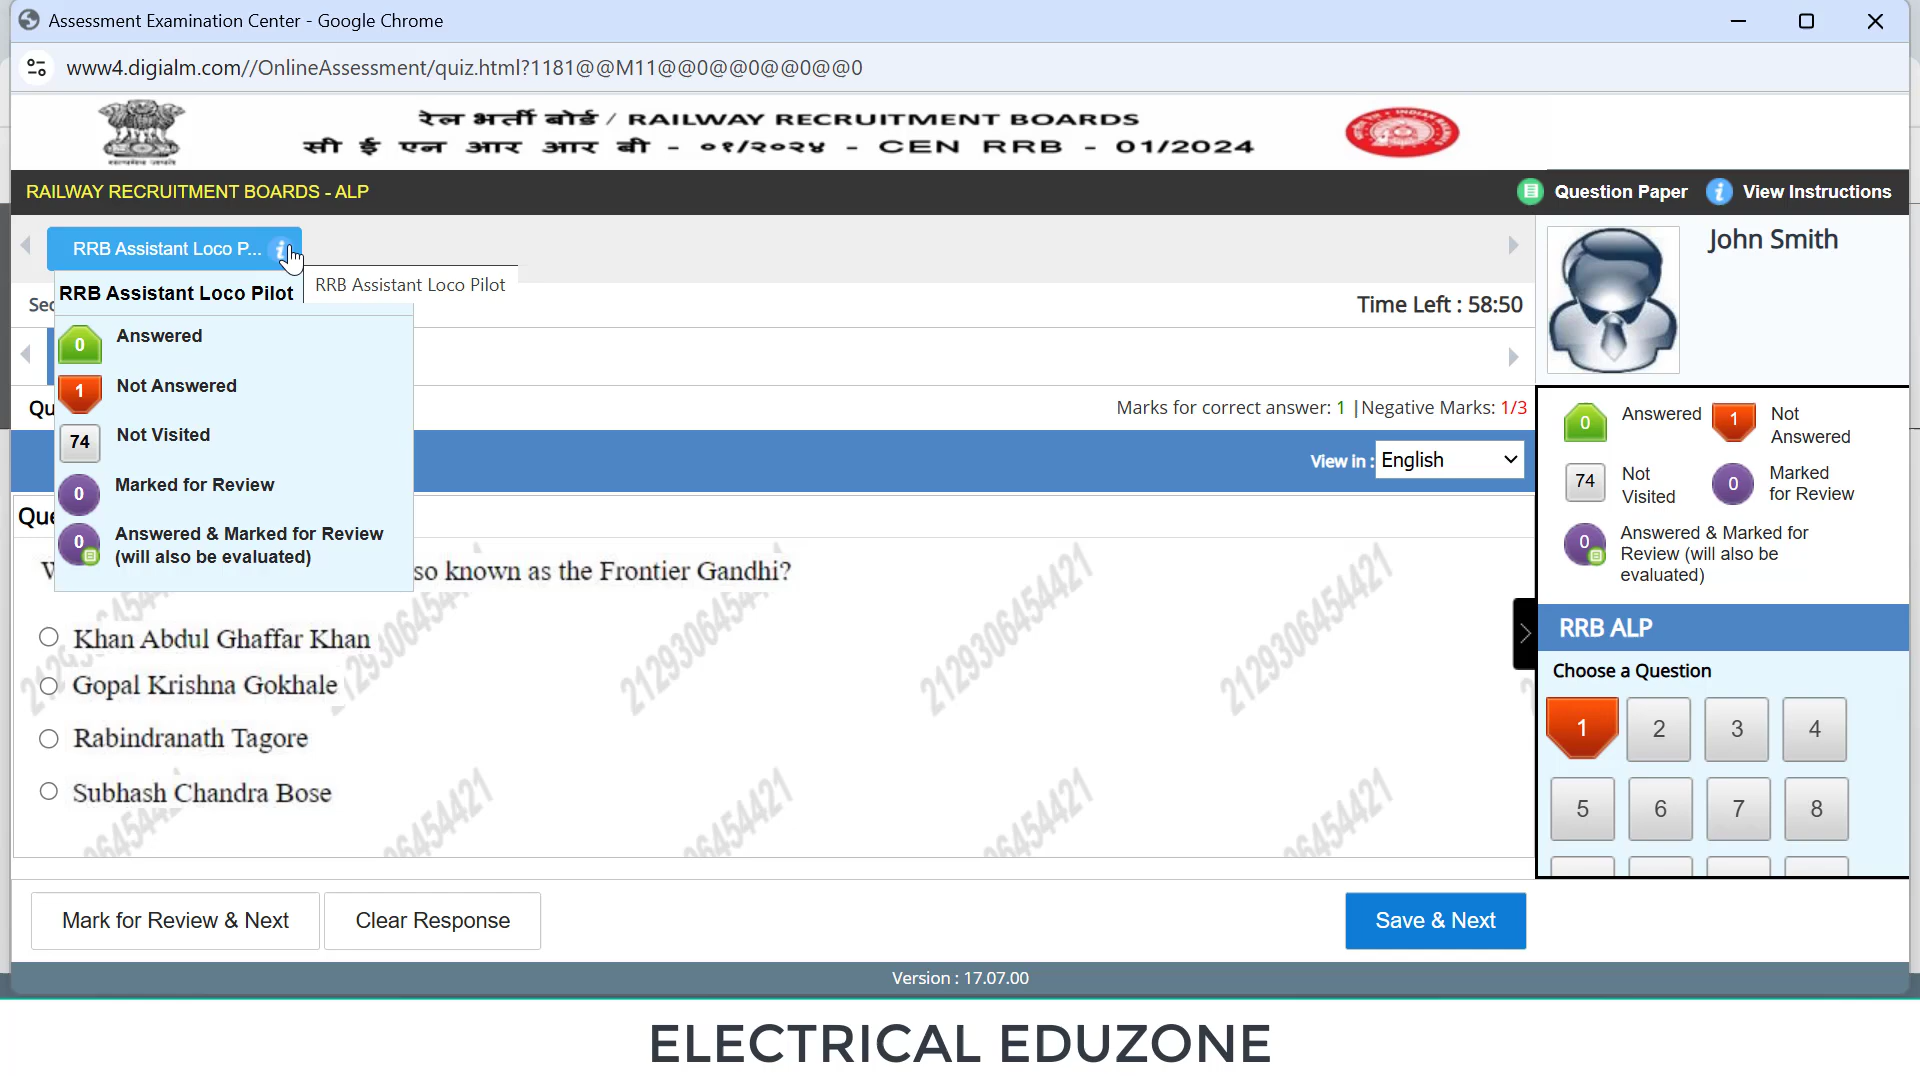 Assessment Examination Center - Google Chrome
www4.digialm.com//OnlineAssessment/quiz.html?1181@@M11@@0@@0@@0@@0
रेल भर्ती बोर्ड / RAILWAY RECRUITMENT BOARDS
सी ई एन आर आर बी - ०१/२०२४ - CEN RRB - 01/2024
RAILWAY RECRUITMENT BOARDS - ALP
Question Paper
View Instructions
RRB Assistant Loco P...
RRB Assistant Loco Pilot
RRB Assistant Loco Pilot
Sec
Time Left : 58:50
0 Answered
1 Not Answered
74 Not Visited
0 Marked for Review
0 Answered & Marked for Review
(will also be evaluated)
Qu
Marks for correct answer: 1 |Negative Marks: 1/3
View in : English
Que
W
so known as the Frontier Gandhi?
Khan Abdul Ghaffar Khan
Gopal Krishna Gokhale
Rabindranath Tagore
Subhash Chandra Bose
212930645421
212930645421
212930645421
Mark for Review & Next
Clear Response
Save & Next
John Smith
0 Answered
1 Not
Answered
74 Not
Visited
0 Marked
for Review
0 Answered & Marked for
Review (will also be
evaluated)
RRB ALP
Choose a Question
1 2 3 4
5 6 7 8
Version : 17.07.00
ELECTRICAL EDUZONE